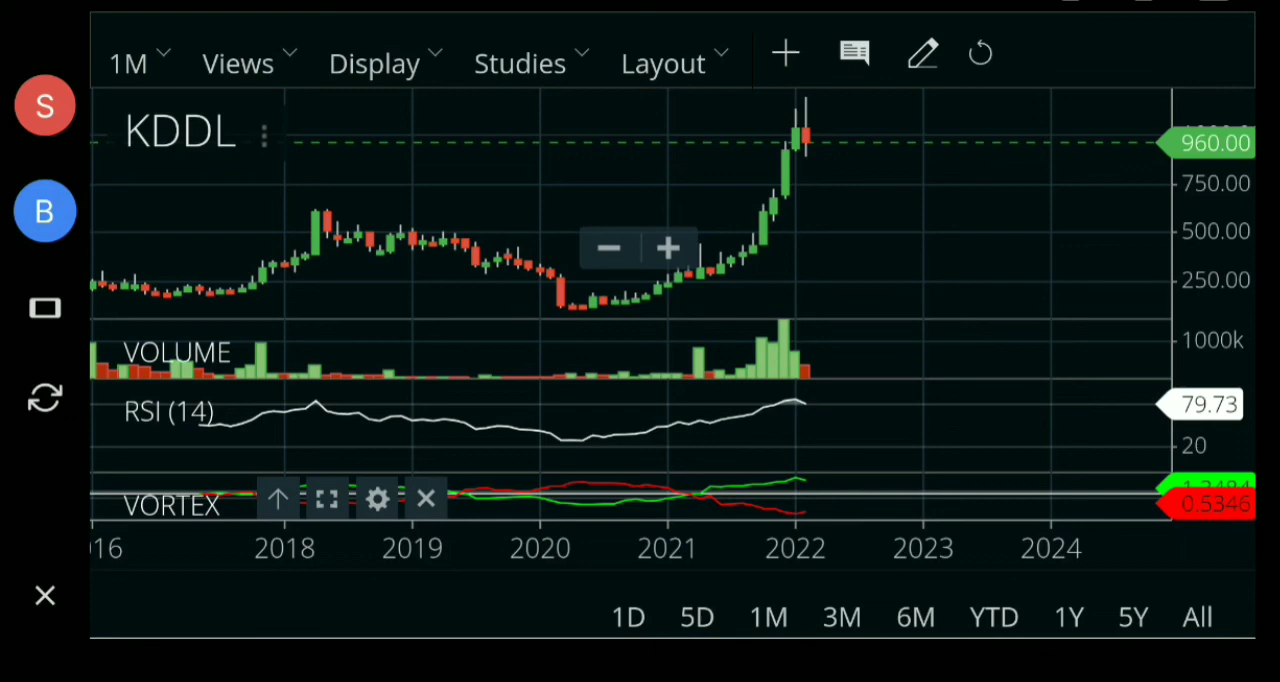 1M Views Display Studies Layout
S
KDDL
960.00
750.00
B
500.00
250.00
VOLUME
1000k
RSI (14)
79.73
20
VORTEX
0.5346
2018 2019 2020 2021 2022 2023 2024
1D 5D 1M 3M 6M YTD 1Y 5Y All